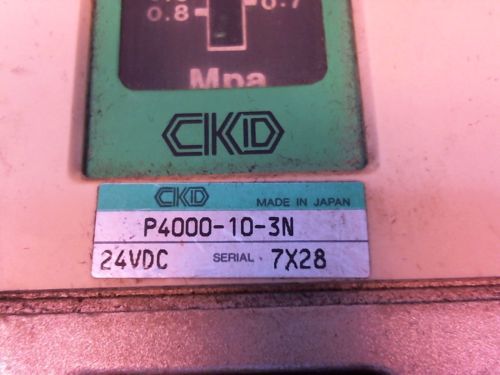 0.8 0.7
Mpa
CKD
CKD MADE IN JAPAN
P4000-10-3N
24VDC SERIAL 7X28